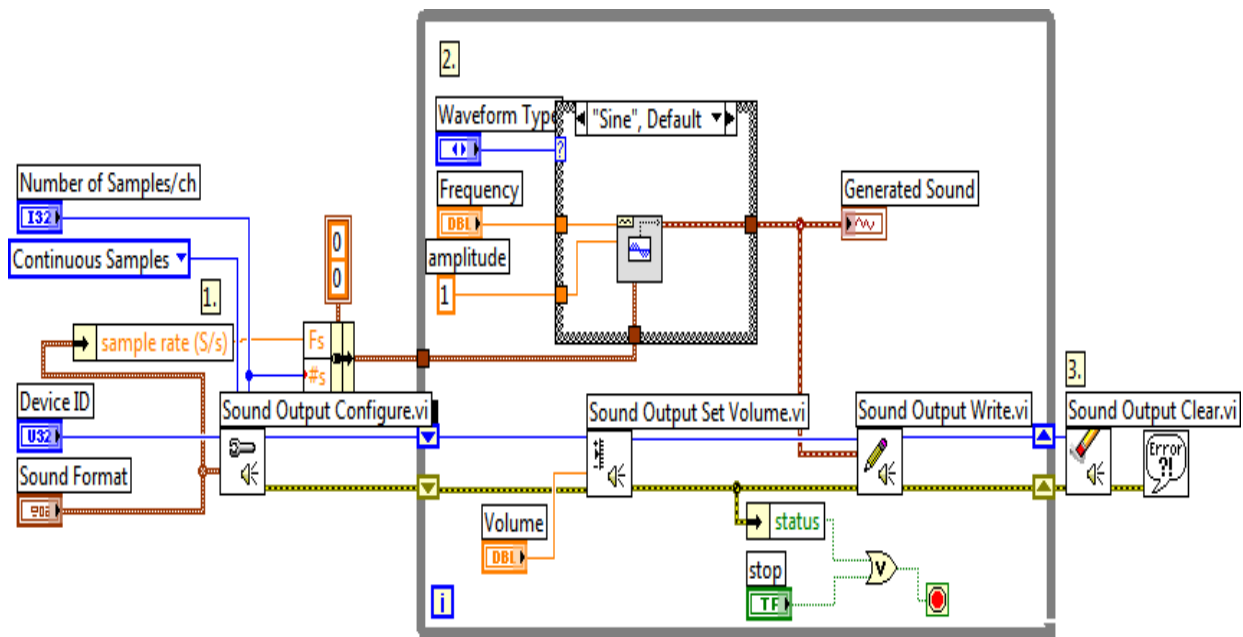 2.
Waveform Type
"Sine", Default
?
Number of Samples/ch
I32
Frequency
DBL
Generated Sound
Continuous Samples
amplitude
1
0
0
1.
sample rate (S/s)
Fs
#s
3.
Device ID
U32
Sound Output Configure.vi
Sound Output Set Volume.vi
Sound Output Write.vi
Sound Output Clear.vi
Error
?!
Sound Format
Volume
DBL
status
stop
TF
V
i